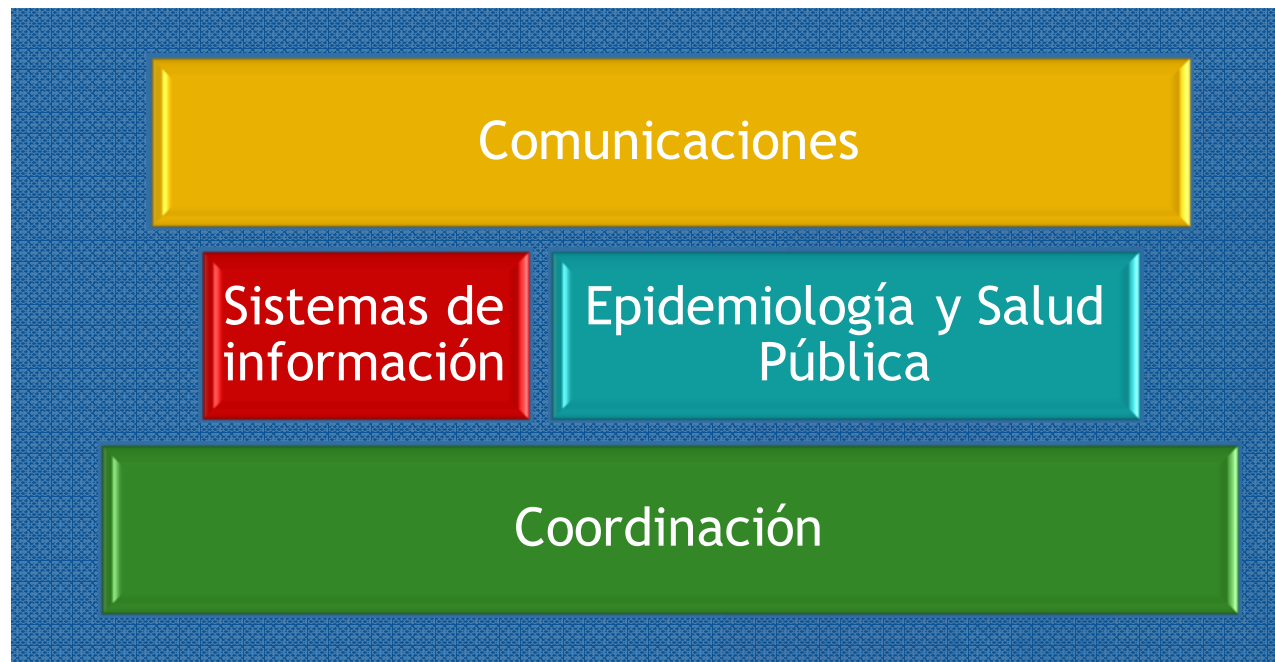 Comunicaciones
Sistemas de
información
Epidemiología y Salud
Pública
Coordinación